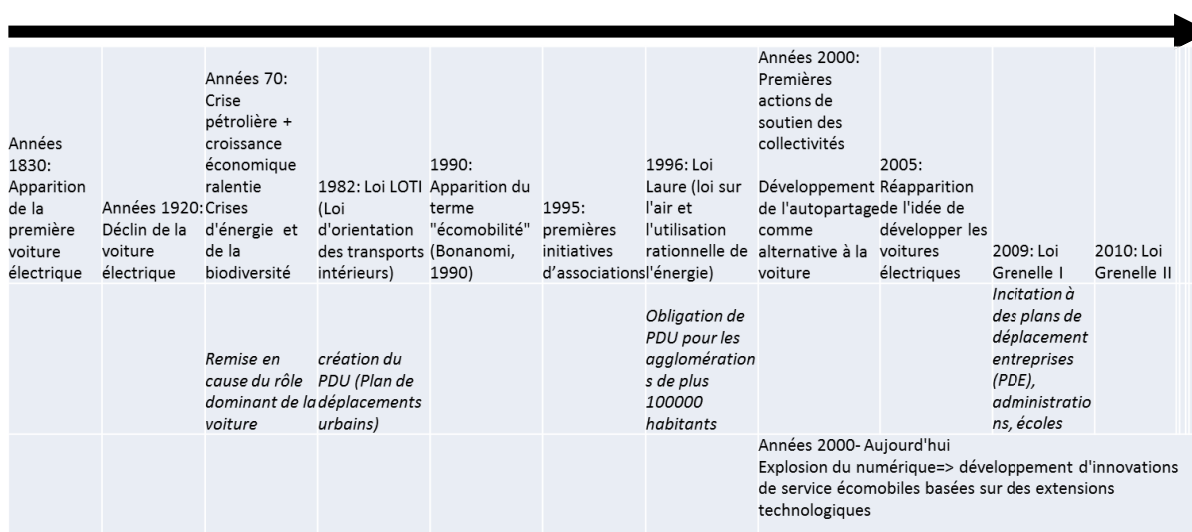 Années
1830:
Apparition
de la
première
voiture
électrique
Années 1920:
Déclin de la
voiture
électrique
Années 70:
Crise
pétrolière +
croissance
économique
ralentie
Crises
d'énergie et
de la
biodiversité
1982: Loi LOTI
(Loi
d'orientation
des transports
intérieurs)
1990:
Apparition du
terme
"écomobilité"
(Bonanomi,
1990)
1995:
premières
initiatives
d’associations
1996: Loi
Laure (loi sur
l'air et
l'utilisation
rationnelle de
l'énergie)
Années 2000:
Premières
actions de
soutien des
collectivités
Développement
de l'autopartage
comme
alternative à la
voiture
2005:
Réapparition
de l'idée de
développer les
voitures
électriques
2009: Loi
Grenelle I
2010: Loi
Grenelle II
Remise en
cause du rôle
dominant de la
voiture
création du
PDU (Plan de
déplacements
urbains)
Obligation de
PDU pour les
agglomération
s de plus
100000
habitants
Incitation à
des plans de
déplacement
entreprises
(PDE),
administratio
ns, écoles
Années 2000- Aujourd'hui
Explosion du numérique=> développement d'innovations
de service écomobiles basées sur des extensions
technologiques